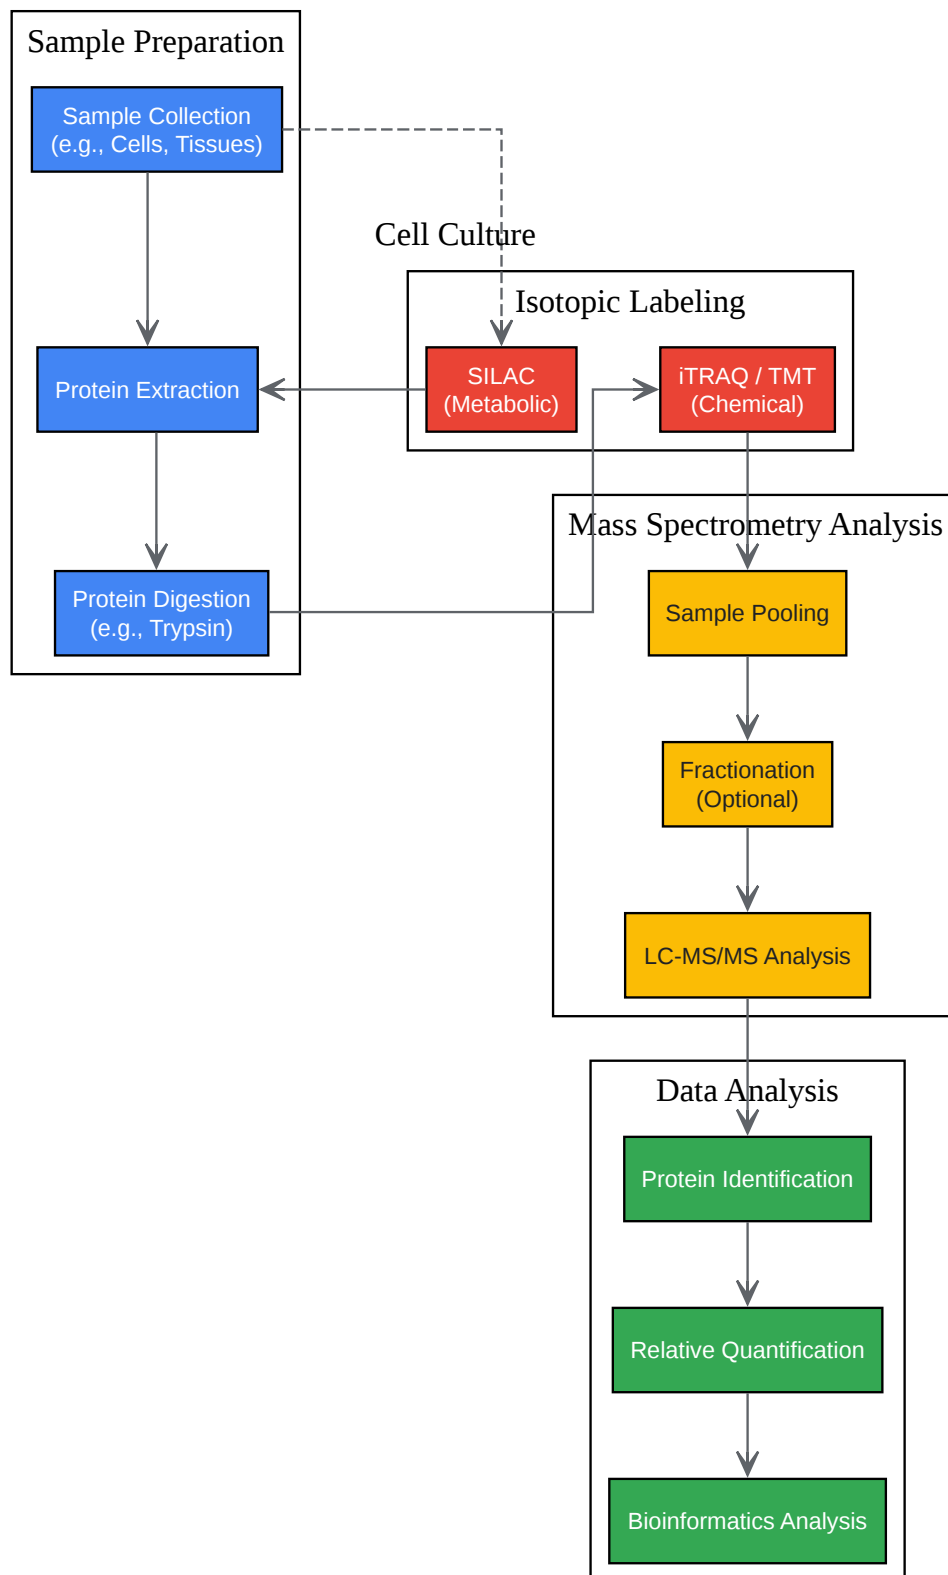 Sample Preparation
Sample Collection
(e.g., Cells, Tissues)
Cell Culture
Isotopic Labeling
Protein Extraction
SILAC
(Metabolic)
iTRAQ / TMT
(Chemical)
Mass Spectrometry Analysis
Protein Digestion
(e.g., Trypsin)
Sample Pooling
Fractionation
(Optional)
LC-MS/MS Analysis
Data Analysis
Protein Identification
Relative Quantification
Bioinformatics Analysis